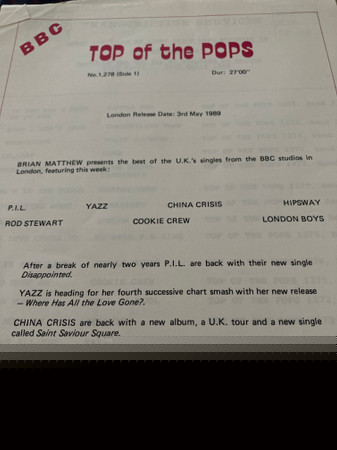 BBC
TOP of the POPS
No.1,278 (Side 1) Dur: 27'00"
London Release Date: 3rd May 1989
BRIAN MATTHEW presents the best of the U.K.'s singles from the BBC studios in
London, featuring this week:
P.I.L. YAZZ CHINA CRISIS HIPSWAY
ROD STEWART COOKIE CREW LONDON BOYS
After a break of nearly two years P.I.L. are back with their new single
Disappointed.
YAZZ is heading for her fourth successive chart smash with her new release
– Where Has All the Love Gone?.
CHINA CRISIS are back with a new album, a U.K. tour and a new single
called Saint Saviour Square.